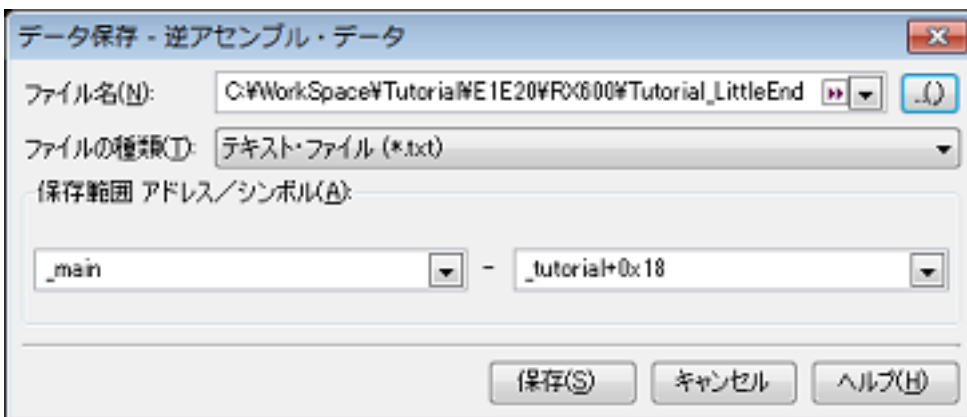 データ保存 - 逆アセンブル・データ
ファイル名(N): C:¥WorkSpace¥Tutorial¥E1E20¥RX600¥Tutorial_LittleEnd ...
ファイルの種類(T): テキスト・ファイル (*.txt)
保存範囲 アドレス／シンボル(A):
_main - _tutorial+0x18
保存(S) キャンセル ヘルプ(H)